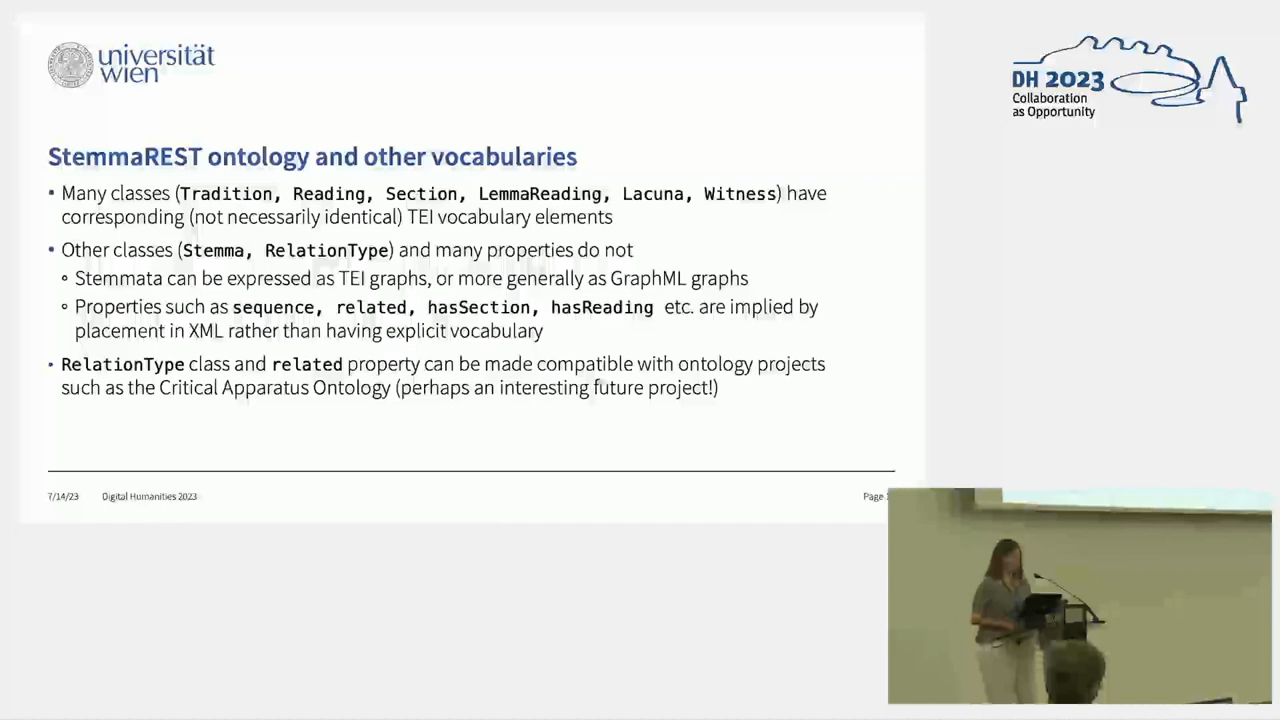 universität
wien
DH 2023
Collaboration
as Opportunity
StemmaREST ontology and other vocabularies
▪ Many classes (Tradition, Reading, Section, LemmaReading, Lacuna, Witness) have
corresponding (not necessarily identical) TEI vocabulary elements
▪ Other classes (Stemma, RelationType) and many properties do not
◦ Stemmata can be expressed as TEI graphs, or more generally as GraphML graphs
◦ Properties such as sequence, related, hasSection, hasReading etc. are implied by
placement in XML rather than having explicit vocabulary
▪ RelationType class and related property can be made compatible with ontology projects
such as the Critical Apparatus Ontology (perhaps an interesting future project!)
7/14/23 Digital Humanities 2023 Page